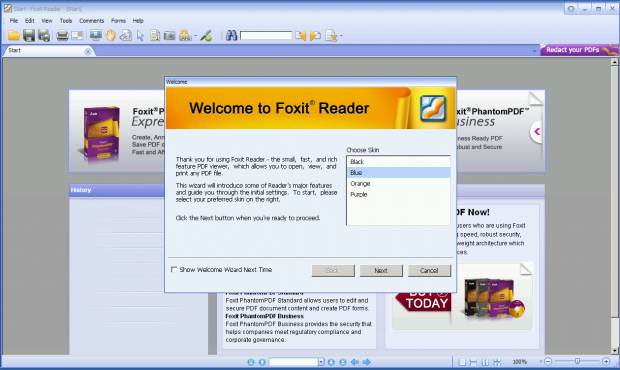 Start - Foxit Reader - [Start]
File Edit View Tools Comments Forms Help
Start
Redact your PDFs
Welcome
Welcome to Foxit® Reader
Foxit®P
Expre
Create, Ann
Save PDF c
Fast and Aff
Foxit®PhantomPDF™
usiness
iness Ready PDF
obust and Secure
Thank you for using Foxit Reader - the small, fast, and rich
feature PDF viewer, which allows you to open, view, and
print any PDF file.
This wizard will introduce some of Reader's major features
and guide you through the initial settings. To start, please
select your preferred skin on the right.
Click the Next button when you're ready to proceed.
Choose Skin
Black
Blue
Orange
Purple
Show Welcome Wizard Next Time
Back
Next
Cancel
History
DF Now!
users who are using Foxit
g speed, robust security,
weight architecture which
ces.
BUY
TODAY
Foxit PhantomPDF Standard allows users to edit and
secure PDF document content and create PDF forms.
Foxit PhantomPDF Business
Foxit PhantomPDF Business provides the security that
helps companies meet regulatory compliance and
corporate governance.
100%